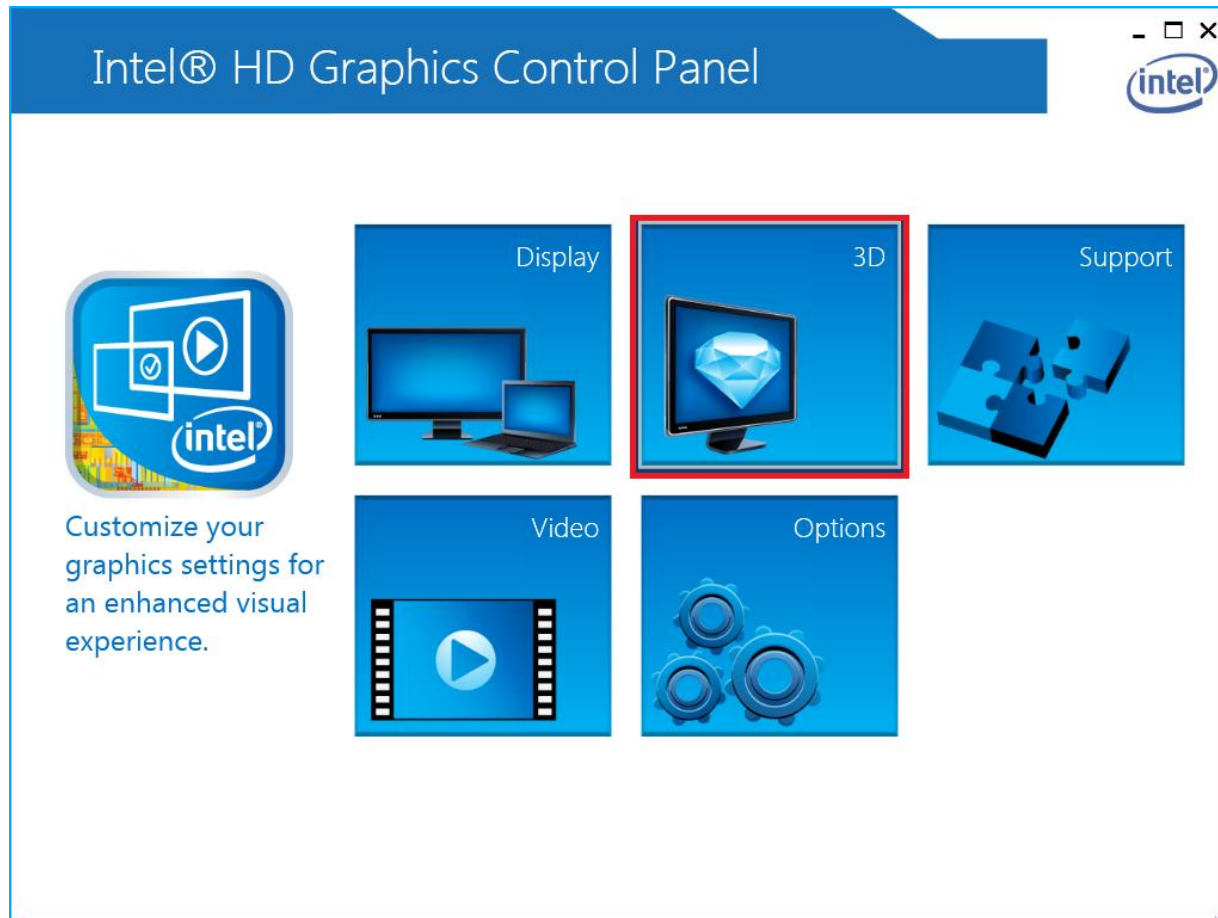 Intel® HD Graphics Control Panel
intel®
Display
3D
Support
intel®
Customize your
graphics settings for
an enhanced visual
experience.
Video
Options